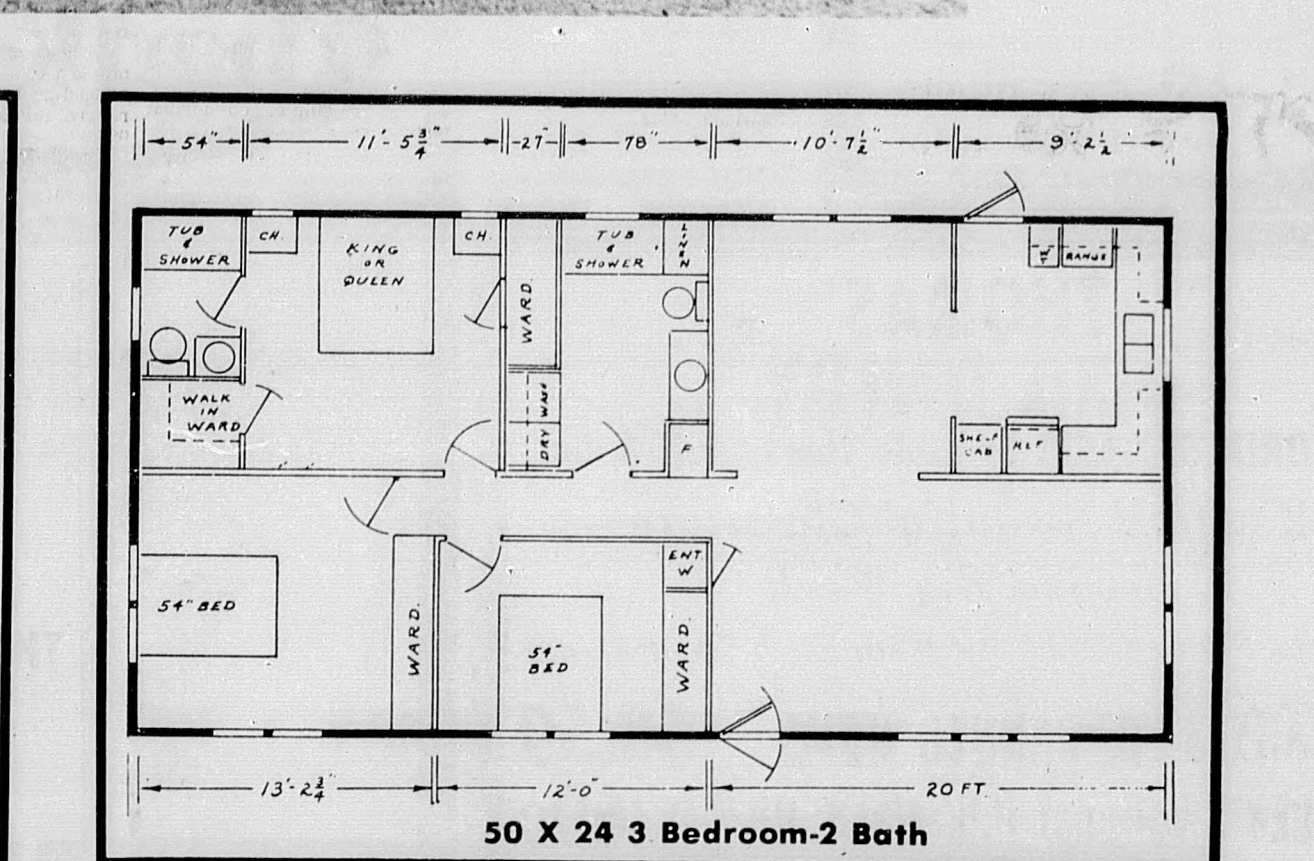 54" 11'-5 3/4" 27" 78" 10'-7 1/2" 9'-2 1/2
TUB
&
SHOWER
CH.
KING
OR
QUEEN
CH.
WARD.
TUB
&
SHOWER
LINEN
RANGE
WALK
IN
WARD
DRY WASH
F
SHELF
CAB
54" BED
WARD.
54"
BED
ENT.
W
WARD.
13'-2 3/4" 12'-0" 20 FT.
50 X 24 3 Bedroom-2 Bath